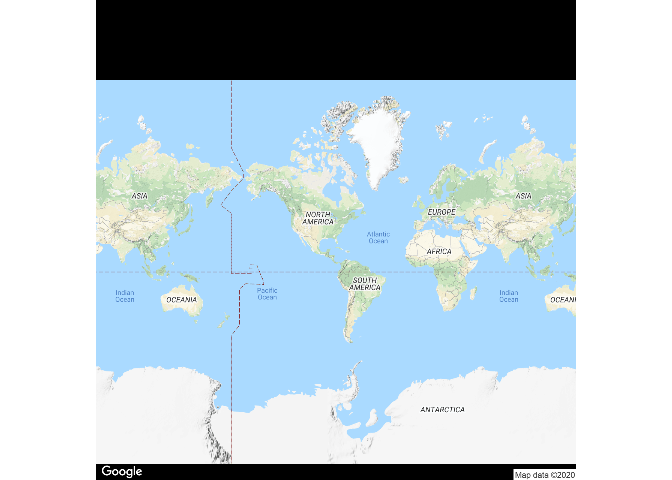 ASIA
NORTH
AMERICA
EUROPE
ASIA
Atlantic
Ocean
AFRICA
Indian
Ocean
OCEANIA
Pacific
Ocean
SOUTH
AMERICA
Indian
Ocean
OCEANI
ANTARCTICA
Google
Map data ©2020